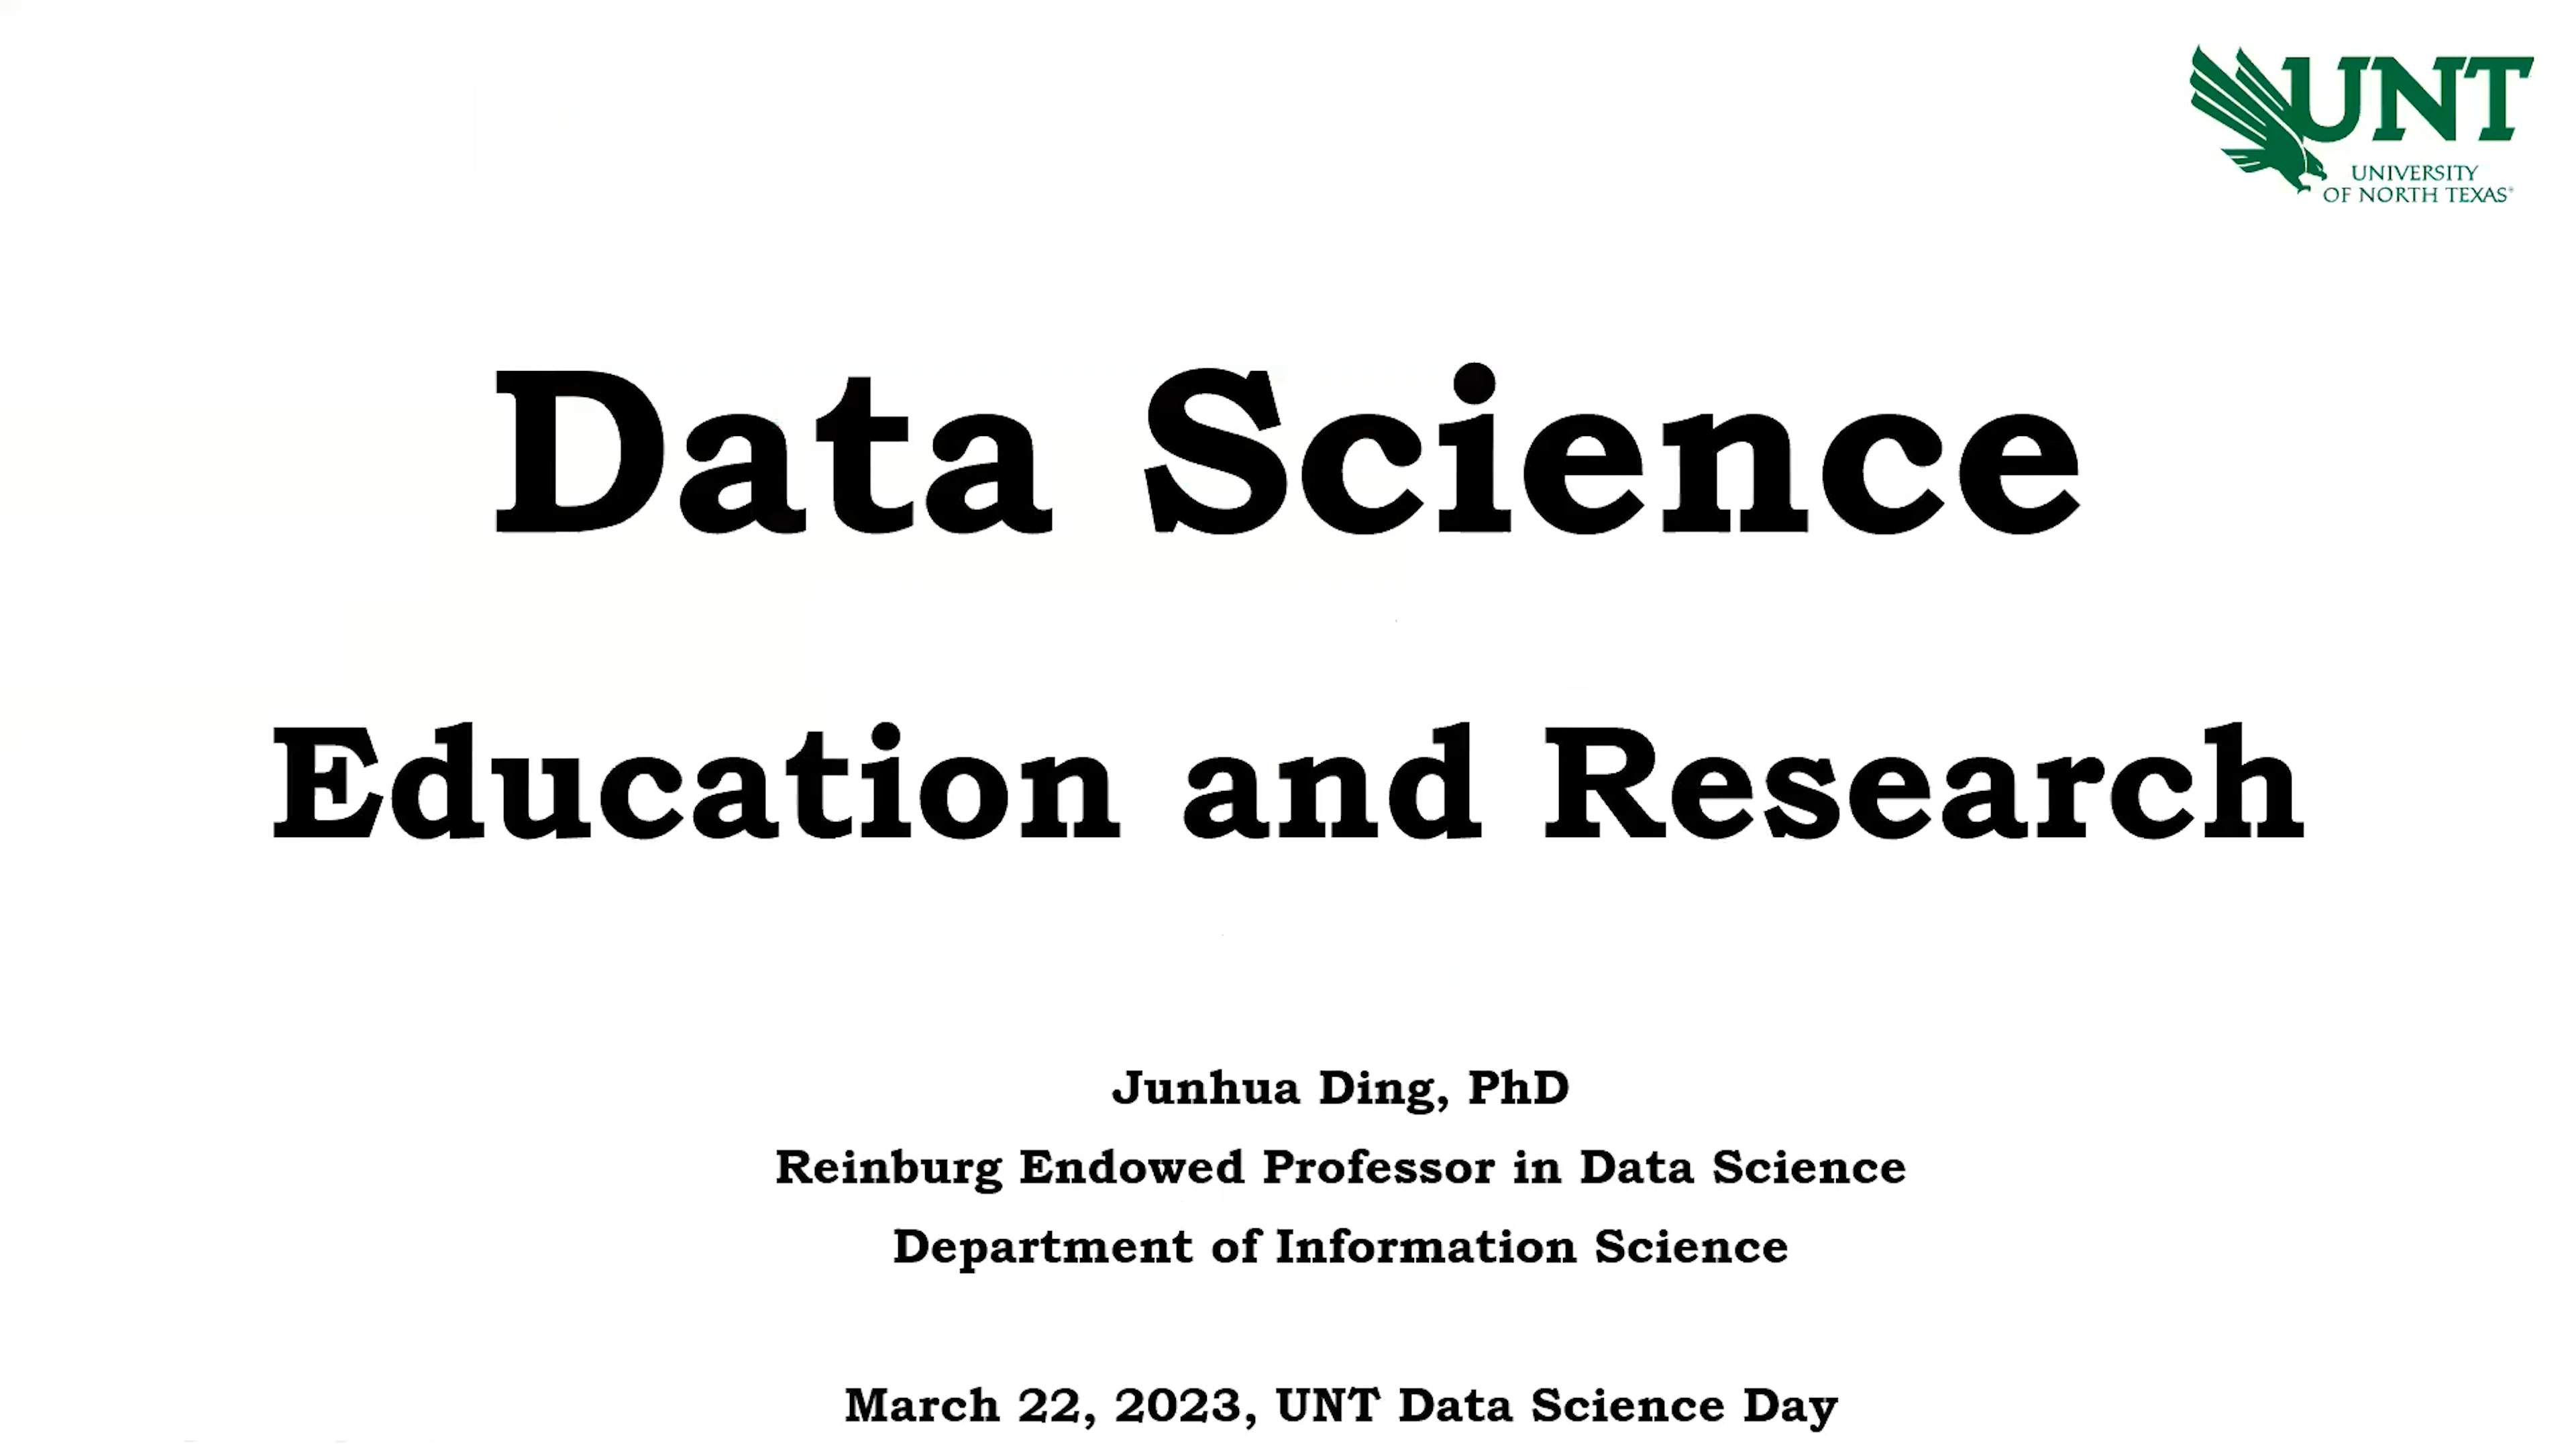 UNT
UNIVERSITY
OF NORTH TEXAS®
Data Science
Education and Research
Junhua Ding, PhD
Reinburg Endowed Professor in Data Science
Department of Information Science
March 22, 2023, UNT Data Science Day